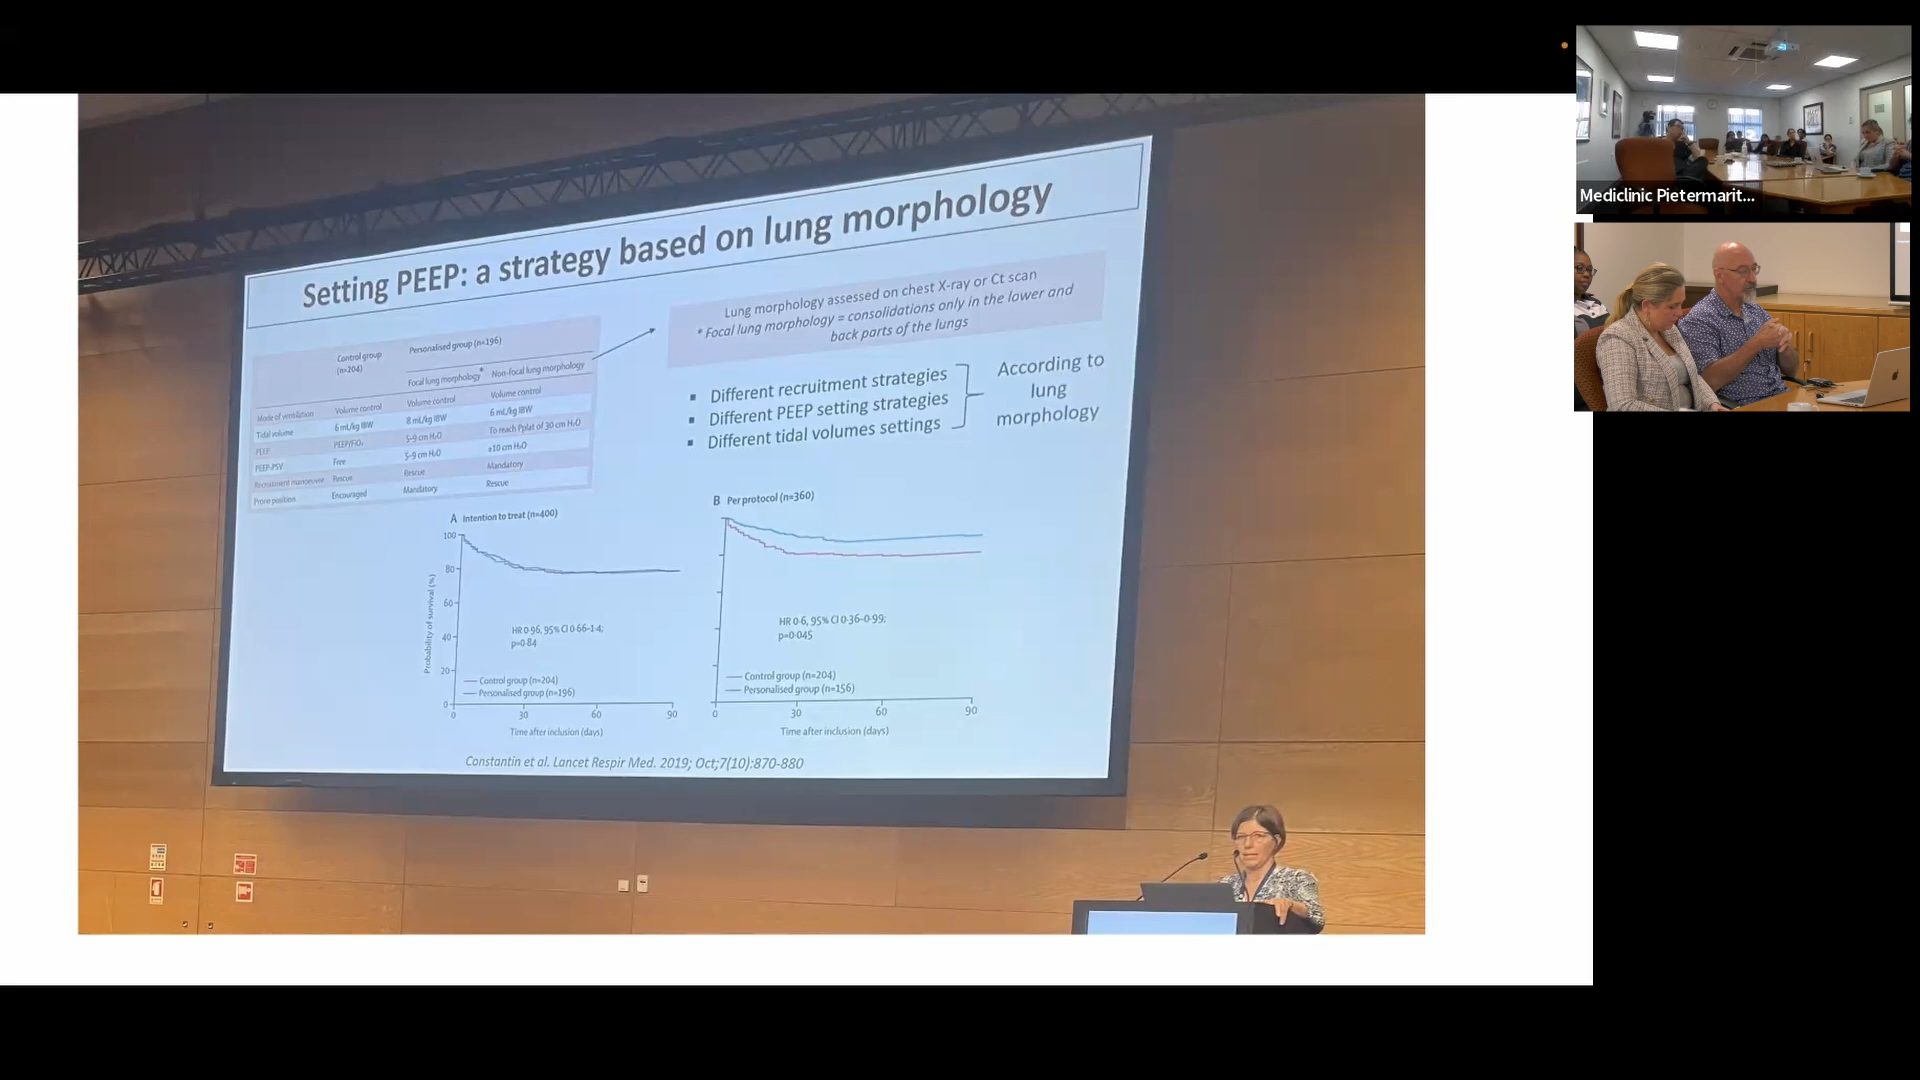 Setting PEEP: a strategy based on lung morphology
Control group
(n=204)
Personalised group (n=196)
Focal lung morphology*
Non-focal lung morphology
Mode of ventilation Volume control Volume control Volume control
Tidal volume 6 mL/kg IBW 8 mL/kg IBW 6 mL/kg IBW
PEEP PEEP/FiO₂ 5-9 cm H₂O To reach Pplat of 30 cm H₂O
PEEP-PSV Free 5-9 cm H₂O ≥10 cm H₂O
Recruitment manoeuvre Rescue Rescue Mandatory
Prone position Encouraged Mandatory Rescue
Lung morphology assessed on chest X-ray or Ct scan
* Focal lung morphology = consolidations only in the lower and
back parts of the lungs
▪ Different recruitment strategies
▪ Different PEEP setting strategies
▪ Different tidal volumes settings
According to
lung
morphology
A Intention to treat (n=400)
Probability of survival (%)
100
80
60
40
20
0
HR 0·96, 95% CI 0·66-1·4;
p=0·84
Control group (n=204)
Personalised group (n=196)
0 30 60 90
Time after inclusion (days)
B Per protocol (n=360)
HR 0·6, 95% CI 0·36-0·99;
p=0·045
Control group (n=204)
Personalised group (n=156)
0 30 60 90
Time after inclusion (days)
Constantin et al. Lancet Respir Med. 2019; Oct;7(10):870-880
Mediclinic Pietermarit...